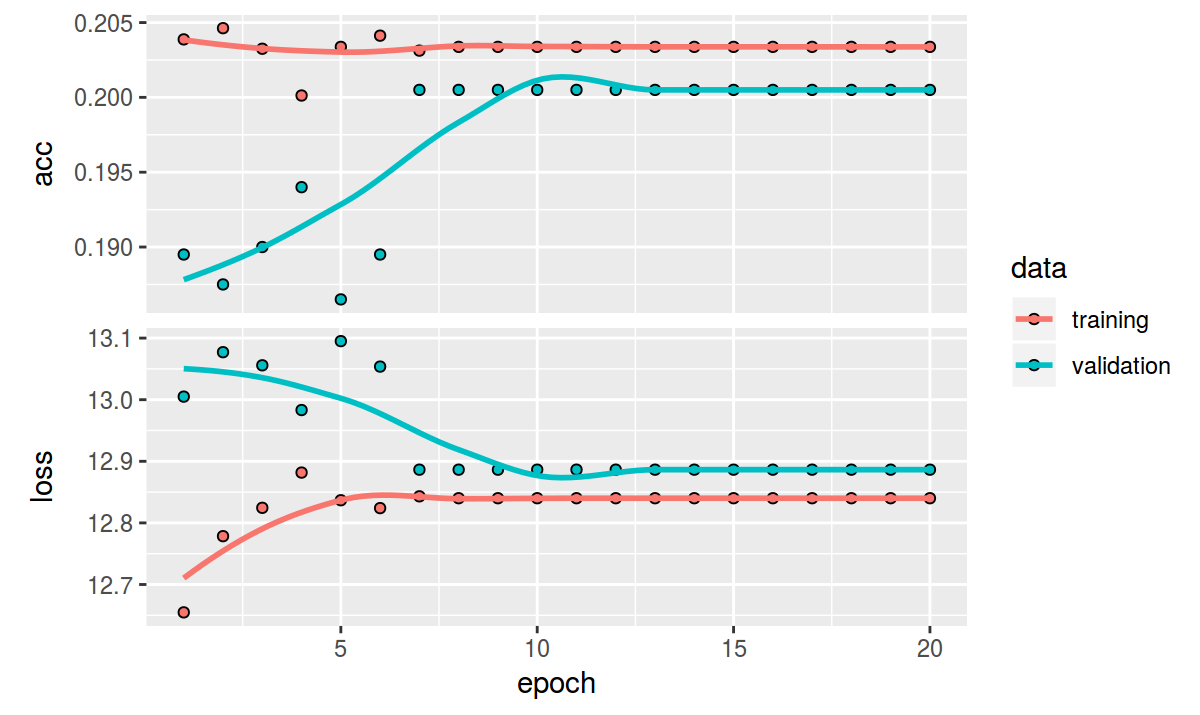 0.205
0.200
0.195
0.190
acc
13.1
13.0
12.9
12.8
12.7
loss
5 10 15 20
epoch
data
training
validation